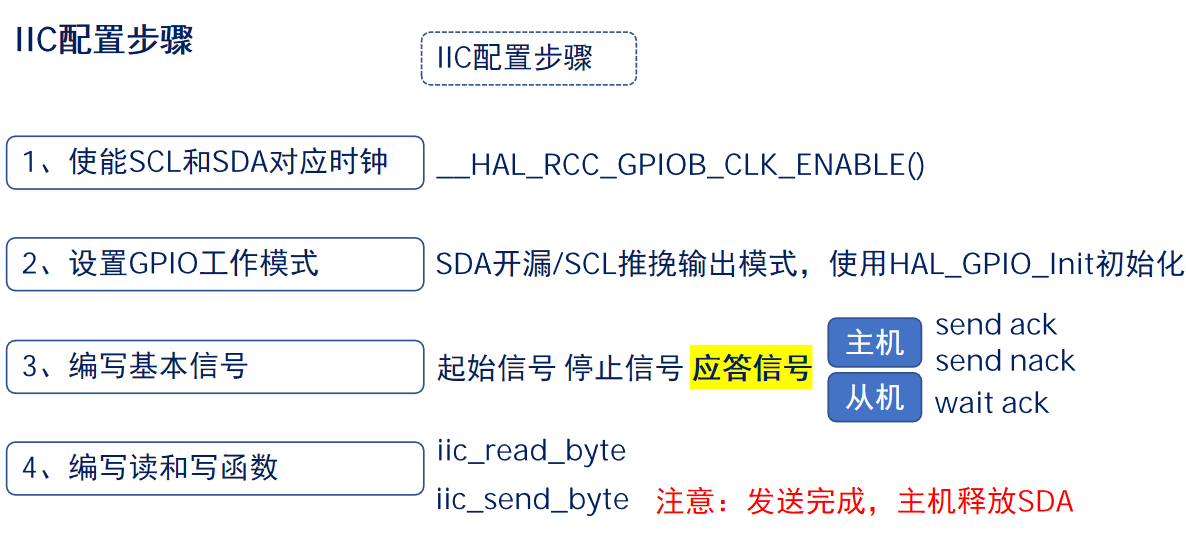 IIC配置步骤
IIC配置步骤
1、使能SCL和SDA对应时钟
__HAL_RCC_GPIOB_CLK_ENABLE()
2、设置GPIO工作模式
SDA开漏/SCL推挽输出模式，使用HAL_GPIO_Init初始化
3、编写基本信号
起始信号 停止信号 应答信号
主机
send ack
send nack
从机
wait ack
4、编写读和写函数
iic_read_byte
iic_send_byte
注意：发送完成，主机释放SDA